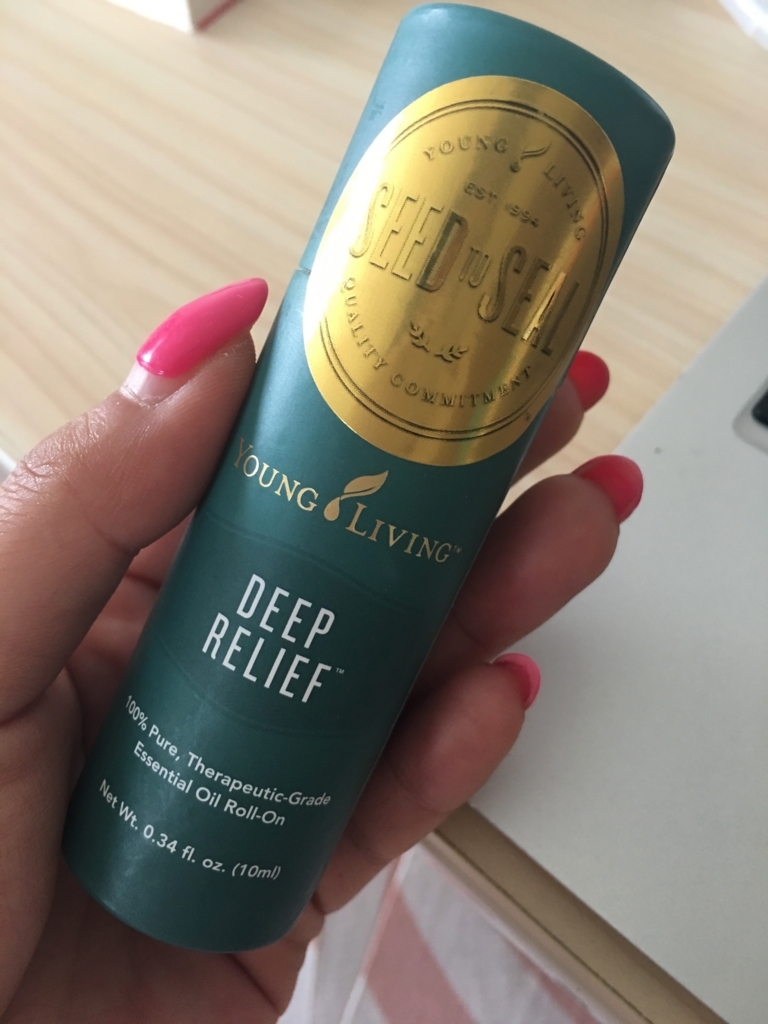 YOUNG LIVING
EST. 1994
SEED TO SEAL
QUALITY COMMITMENT
YOUNG LIVING™
DEEP
RELIEF™
100% Pure, Therapeutic-Grade
Essential Oil Roll-On
Net Wt. 0.34 fl. oz. (10ml)